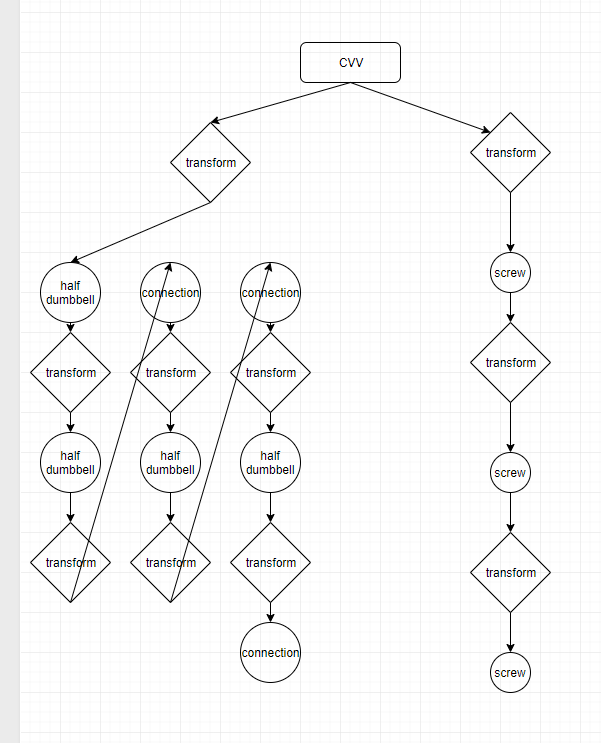 CVV
transform
transform
half
dumbbell
connection
connection
screw
transform
transform
transform
transform
half
dumbbell
half
dumbbell
half
dumbbell
screw
transform
transform
transform
transform
connection
screw